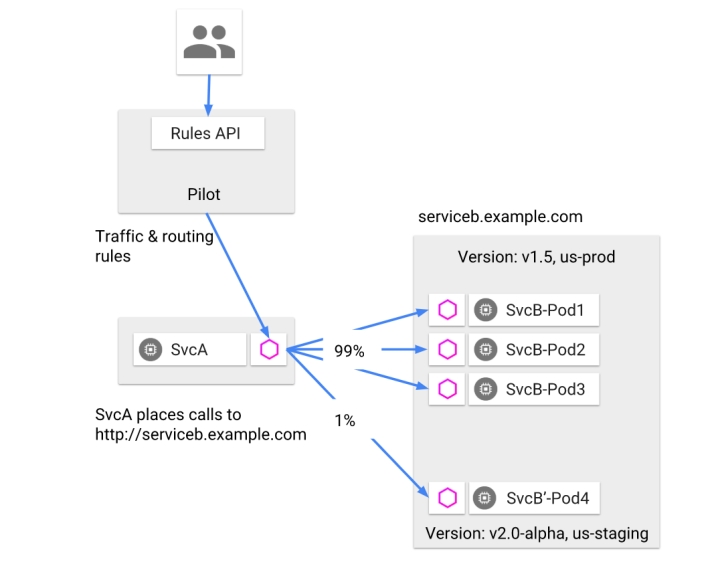 Rules API
Pilot
Traffic & routing
rules
serviceb.example.com
Version: v1.5, us-prod
SvcA
99%
SvcB-Pod1
SvcB-Pod2
SvcB-Pod3
SvcA places calls to
http://serviceb.example.com
1%
SvcB’-Pod4
Version: v2.0-alpha, us-staging